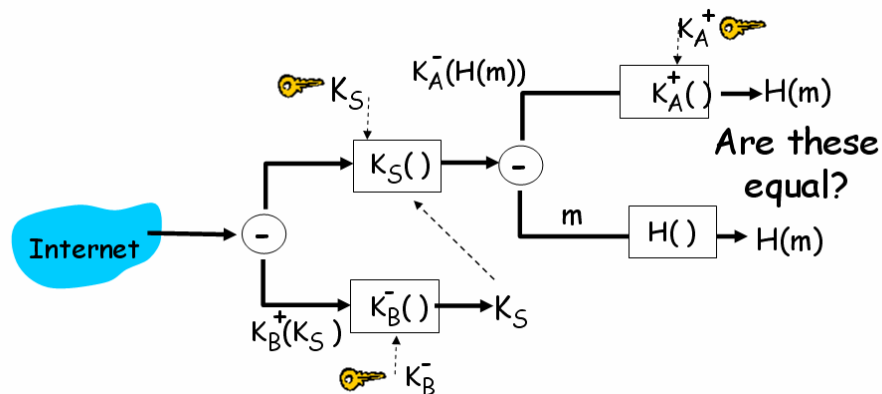 K_A^+
K_A^-(H(m))
K_A^+()
H(m)
K_S
K_S()
-
Are these
equal?
m
H()
H(m)
Internet
-
K_B^+(K_S)
K_B^-()
K_S
K_B^-